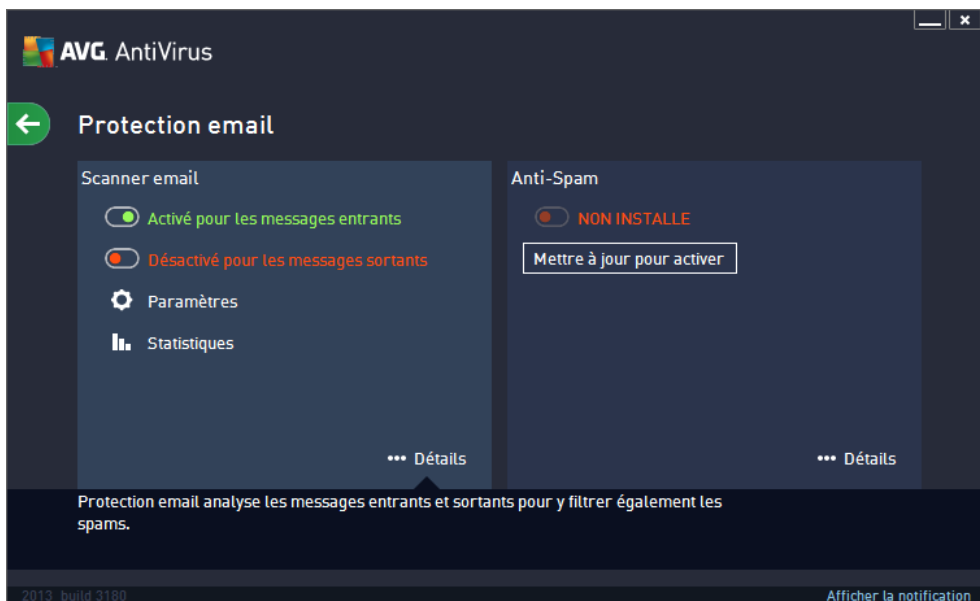 AVG. AntiVirus
Protection email
Scanner email
Activé pour les messages entrants
Désactivé pour les messages sortants
Paramètres
Statistiques
Détails
Anti-Spam
NON INSTALLE
Mettre à jour pour activer
Détails
Protection email analyse les messages entrants et sortants pour y filtrer également les
spams.
2013 build 3180
Afficher la notification